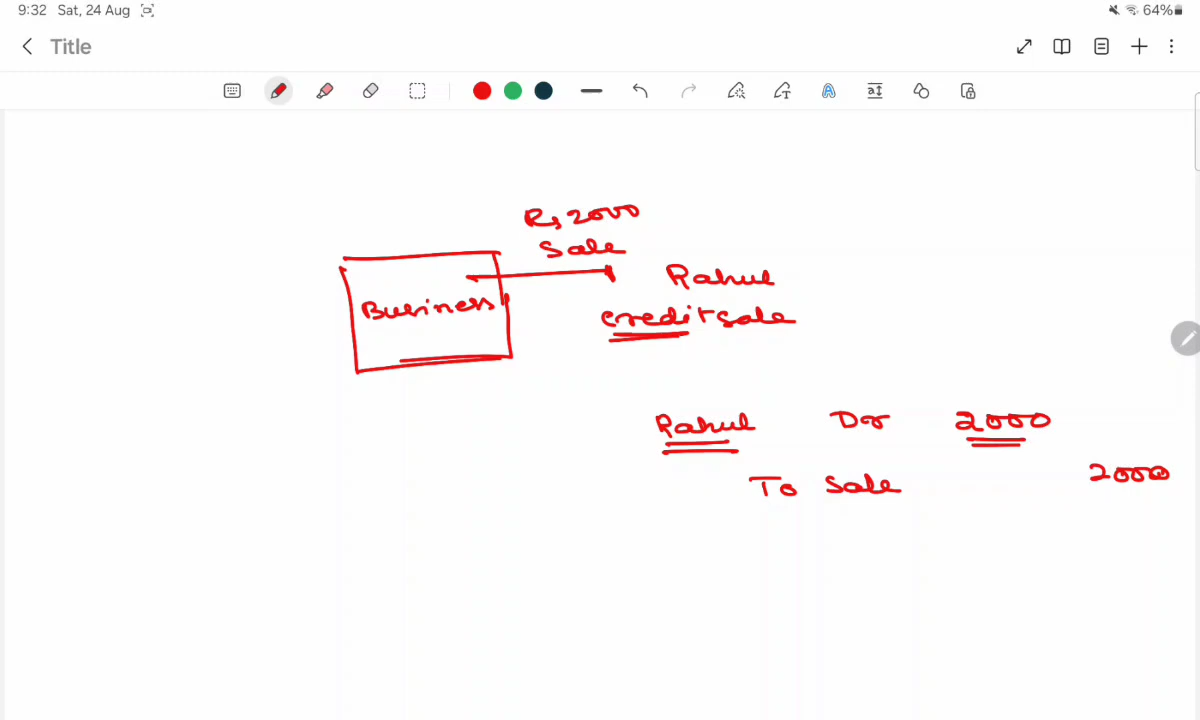 9:32 Sat, 24 Aug 64%
Title
Rs 2000
Sale
Rahul
Business
credit sale
Rahul Dr 2000
To Sale 2000